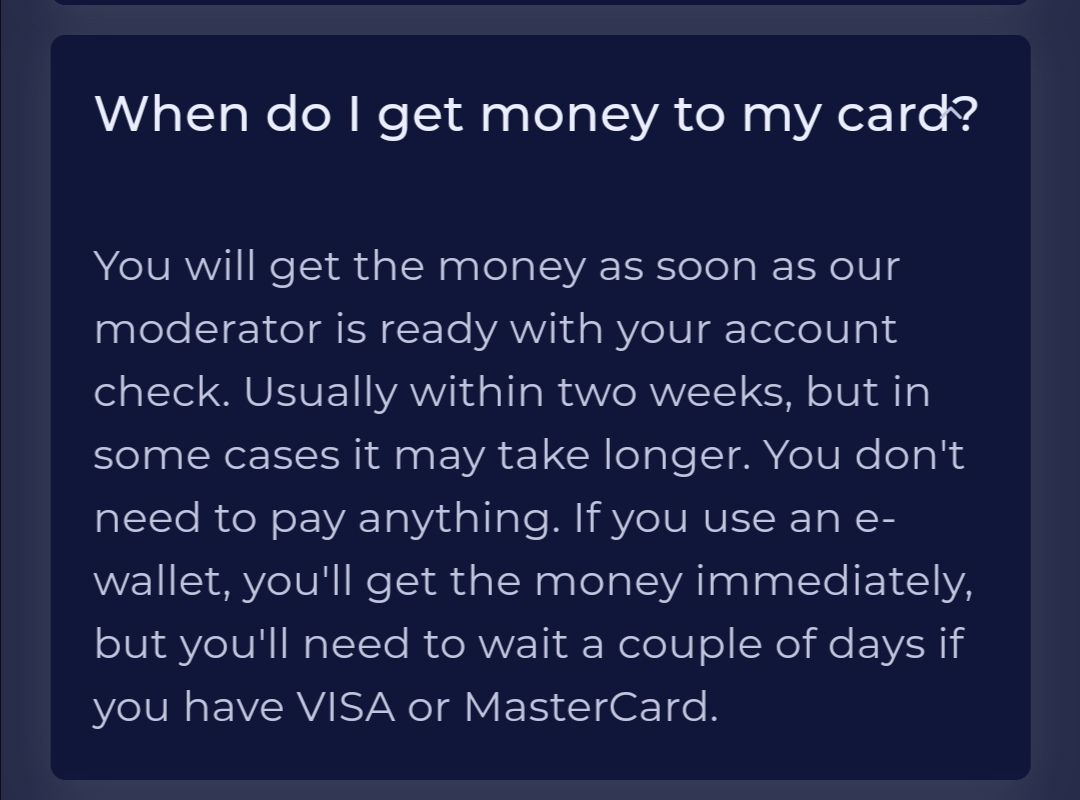 When do I get money to my card?
You will get the money as soon as our
moderator is ready with your account
check. Usually within two weeks, but in
some cases it may take longer. You don't
need to pay anything. If you use an e-
wallet, you'll get the money immediately,
but you'll need to wait a couple of days if
you have VISA or MasterCard.